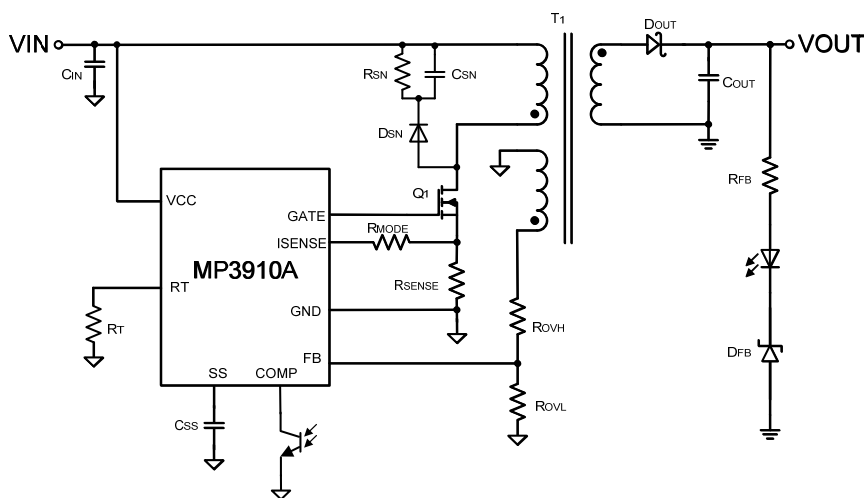 T1
DOUT
VIN
VOUT
CIN
RSN
CSN
COUT
DSN
RFB
Q1
VCC
GATE
RMODE
ISENSE
MP3910A
RT
RSENSE
GND
ROVH
RT
FB
DFB
SS
COMP
ROVL
CSS